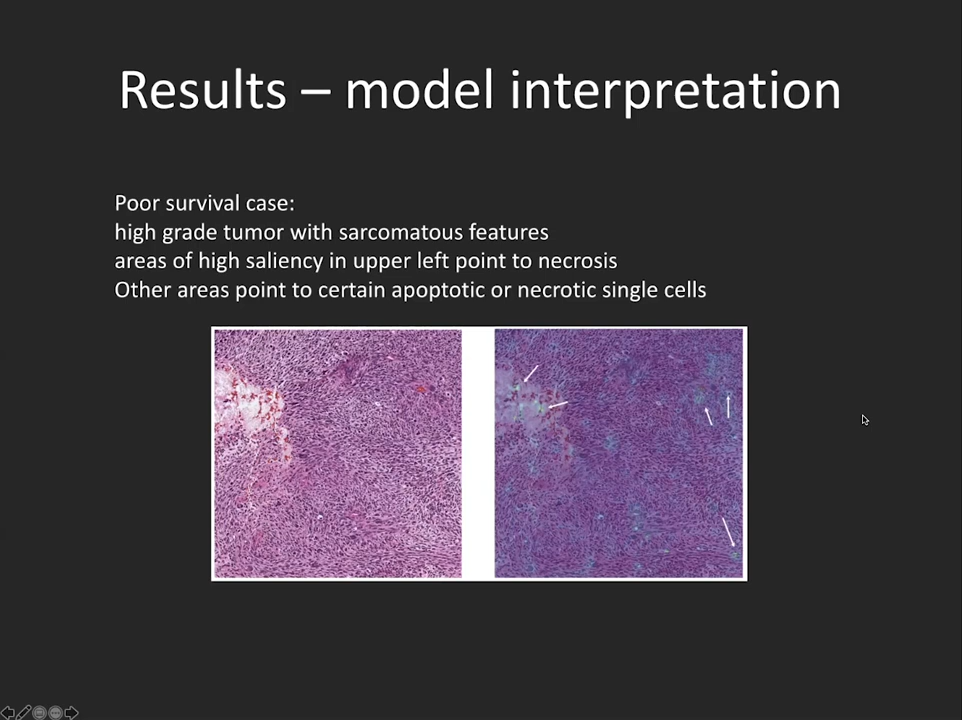 Results – model interpretation
Poor survival case:
high grade tumor with sarcomatous features
areas of high saliency in upper left point to necrosis
Other areas point to certain apoptotic or necrotic single cells